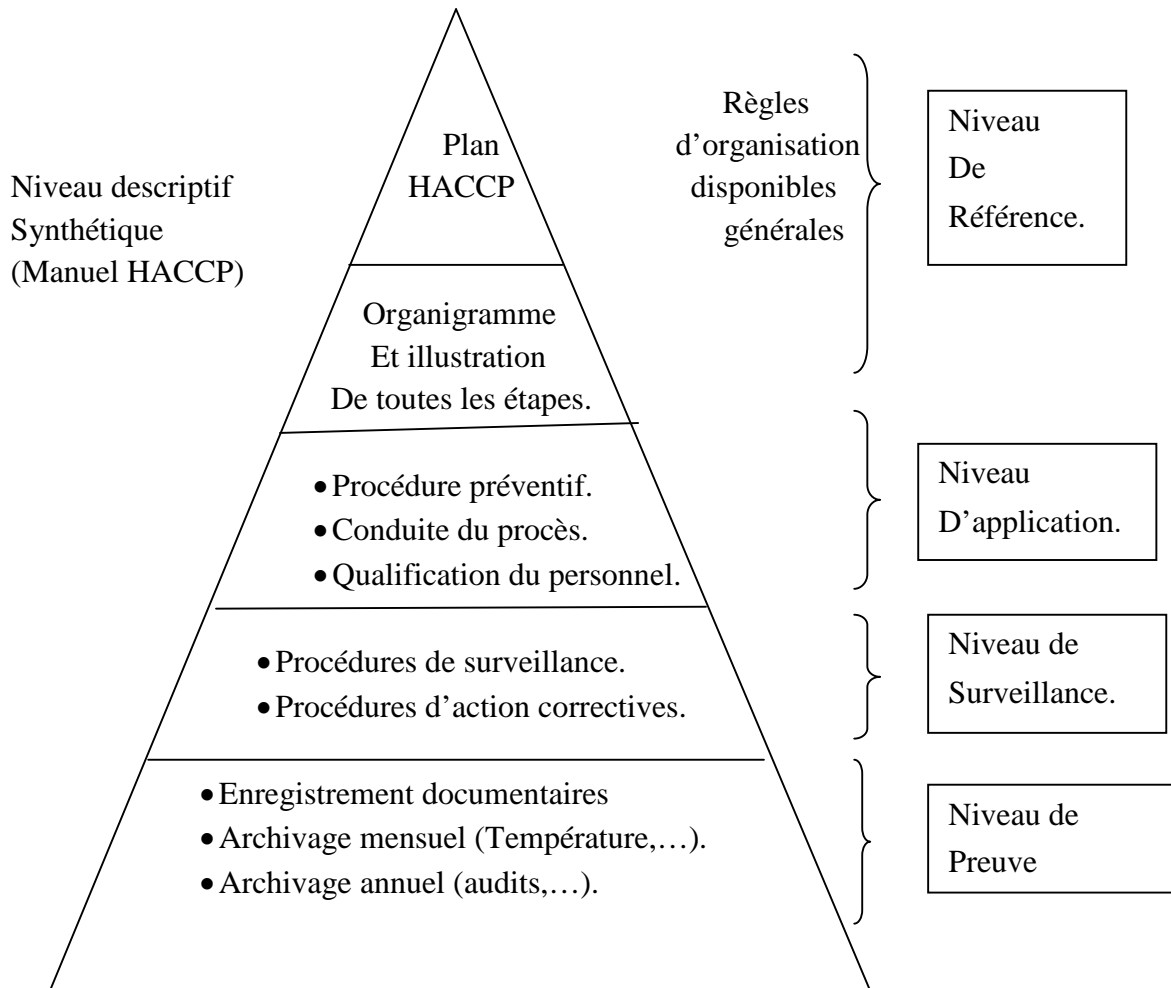 Niveau descriptif
Synthétique
(Manuel HACCP)
Plan
HACCP
Règles
d’organisation
disponibles
générales
Niveau
De
Référence.
Organigramme
Et illustration
De toutes les étapes.
• Procédure préventif.
• Conduite du procès.
• Qualification du personnel.
Niveau
D’application.
• Procédures de surveillance.
• Procédures d’action correctives.
Niveau de
Surveillance.
• Enregistrement documentaires
• Archivage mensuel (Température,…).
• Archivage annuel (audits,…).
Niveau de
Preuve